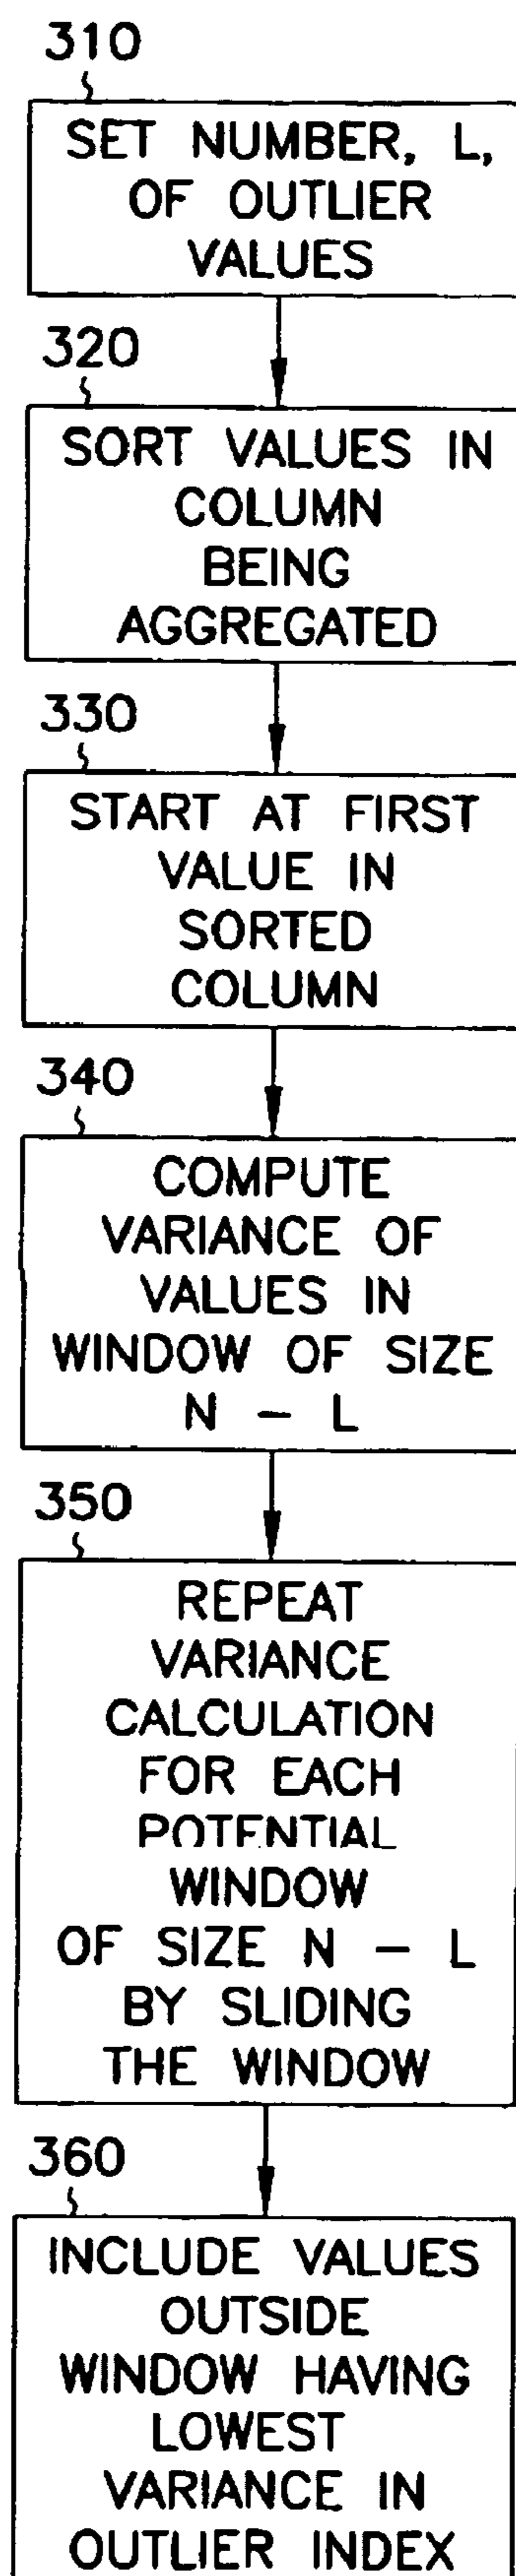 310
SET NUMBER, L,
OF OUTLIER
VALUES
320
SORT VALUES IN
COLUMN
BEING
AGGREGATED
330
START AT FIRST
VALUE IN
SORTED
COLUMN
340
COMPUTE
VARIANCE OF
VALUES IN
WINDOW OF SIZE
N – L
350
REPEAT
VARIANCE
CALCULATION
FOR EACH
POTENTIAL
WINDOW
OF SIZE N – L
BY SLIDING
THE WINDOW
360
INCLUDE VALUES
OUTSIDE
WINDOW HAVING
LOWEST
VARIANCE IN
OUTLIER INDEX